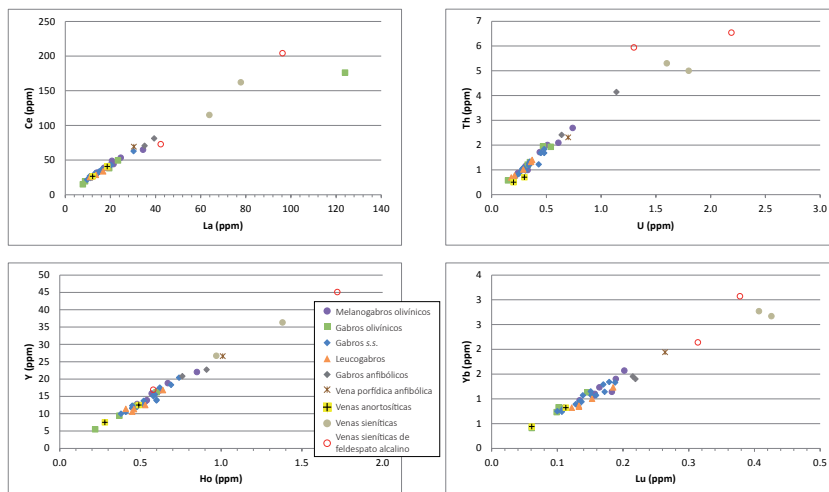 250
200
150
100
50
0
Ce (ppm)
0 20 40 60 80 100 120 140
La (ppm)
7
6
5
4
3
2
1
0
Th (ppm)
0.0 0.5 1.0 1.5 2.0 2.5 3.0
U (ppm)
50
45
40
35
30
25
20
15
10
5
0
Y (ppm)
0.0 0.5 1.0 1.5 2.0
Ho (ppm)
Melanogabros olivínicos
Gabros olivínicos
Gabros s.s.
Leucogabros
Gabros anfibólicos
Vena porfídica anfibólica
Venas anortosíticas
Venas sieníticas
Venas sieníticas de
feldespato alcalino
4
3
3
2
2
1
1
0
Yb (ppm)
0.0 0.1 0.2 0.3 0.4 0.5
Lu (ppm)